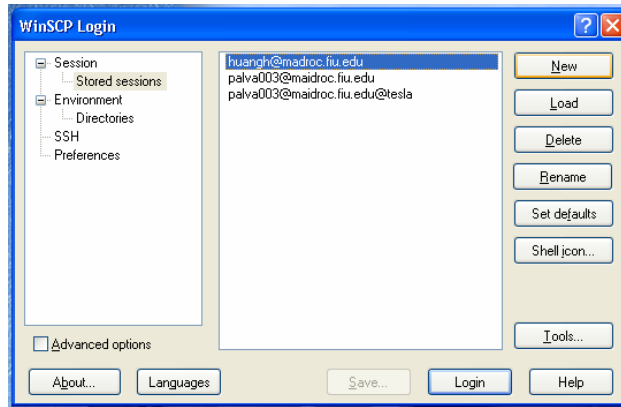 WinSCP Login
Session
Stored sessions
Environment
Directories
SSH
Preferences
huangh@madroc.fiu.edu
palva003@maidroc.fiu.edu
palva003@maidroc.fiu.edu@tesla
New
Load
Delete
Rename
Set defaults
Shell icon...
Tools...
Advanced options
About...
Languages
Save...
Login
Help